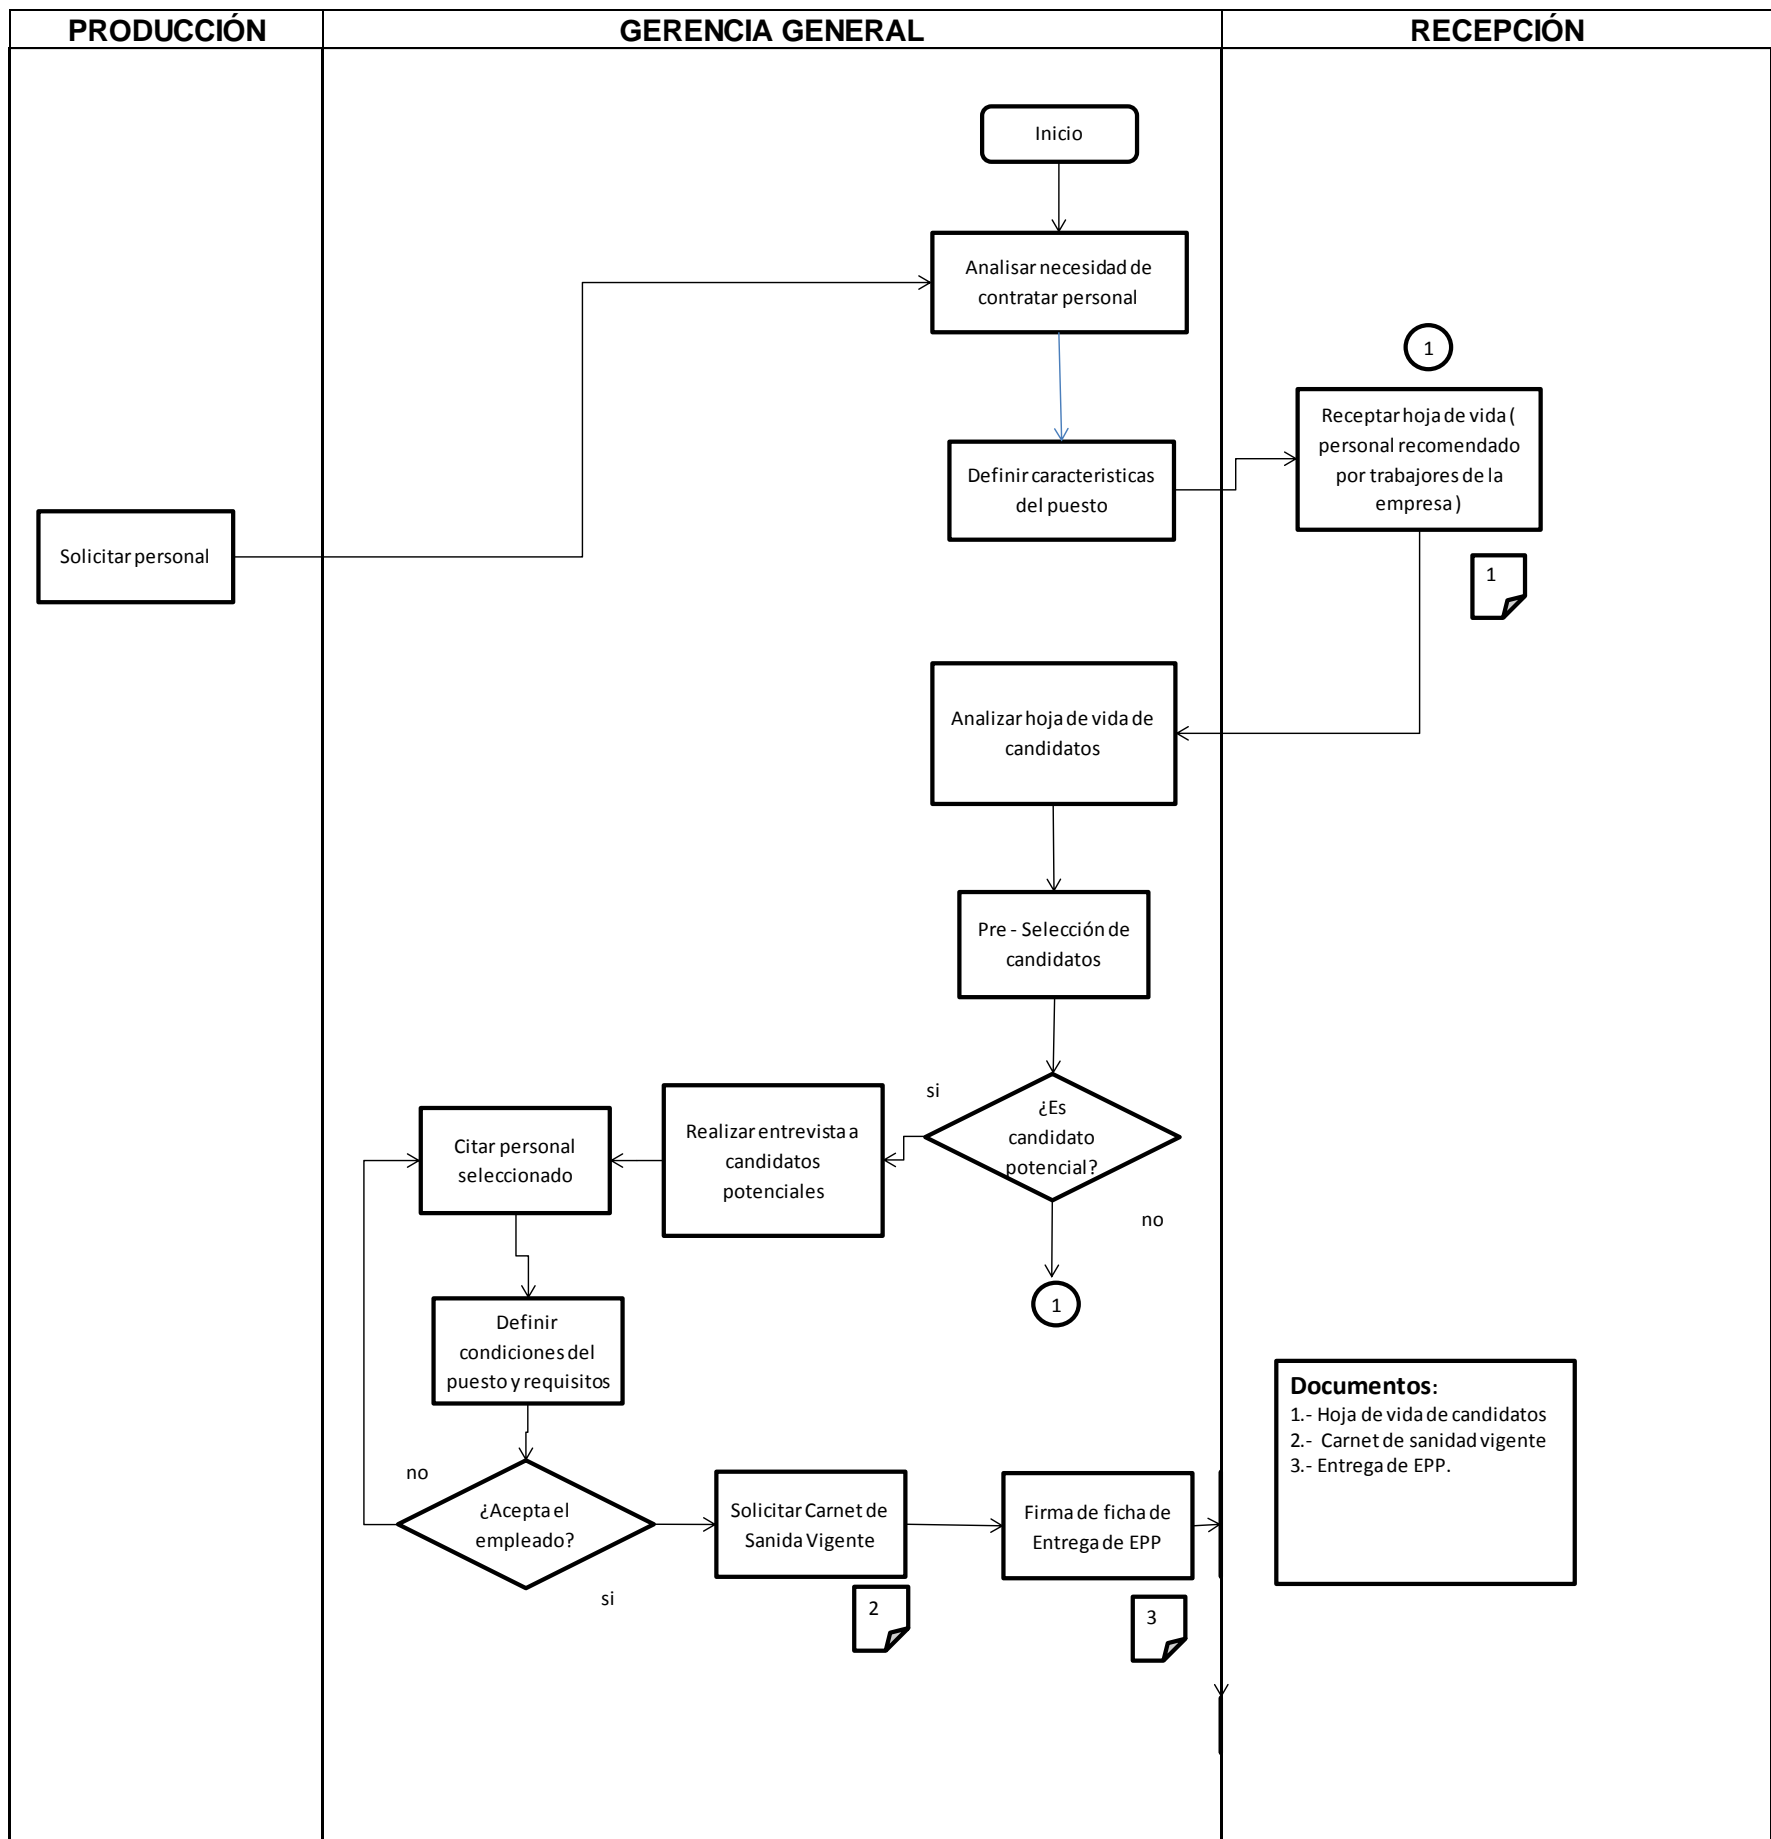 PRODUCCIÓN
GERENCIA GENERAL
RECEPCIÓN
Inicio
Analisar necesidad de
contratar personal
1
Receptar hoja de vida (
personal recomendado
por trabajores de la
empresa )
Definir caracteristicas
del puesto
Solicitar personal
1
Analizar hoja de vida de
candidatos
Pre - Selección de
candidatos
si
¿Es
candidato
potencial?
no
Realizar entrevista a
candidatos
potenciales
Citar personal
seleccionado
1
Definir
condiciones del
puesto y requisitos
Documentos:
1.- Hoja de vida de candidatos
2.- Carnet de sanidad vigente
3.- Entrega de EPP.
no
¿Acepta el
empleado?
si
Solicitar Carnet de
Sanida Vigente
Firma de ficha de
Entrega de EPP
2
3